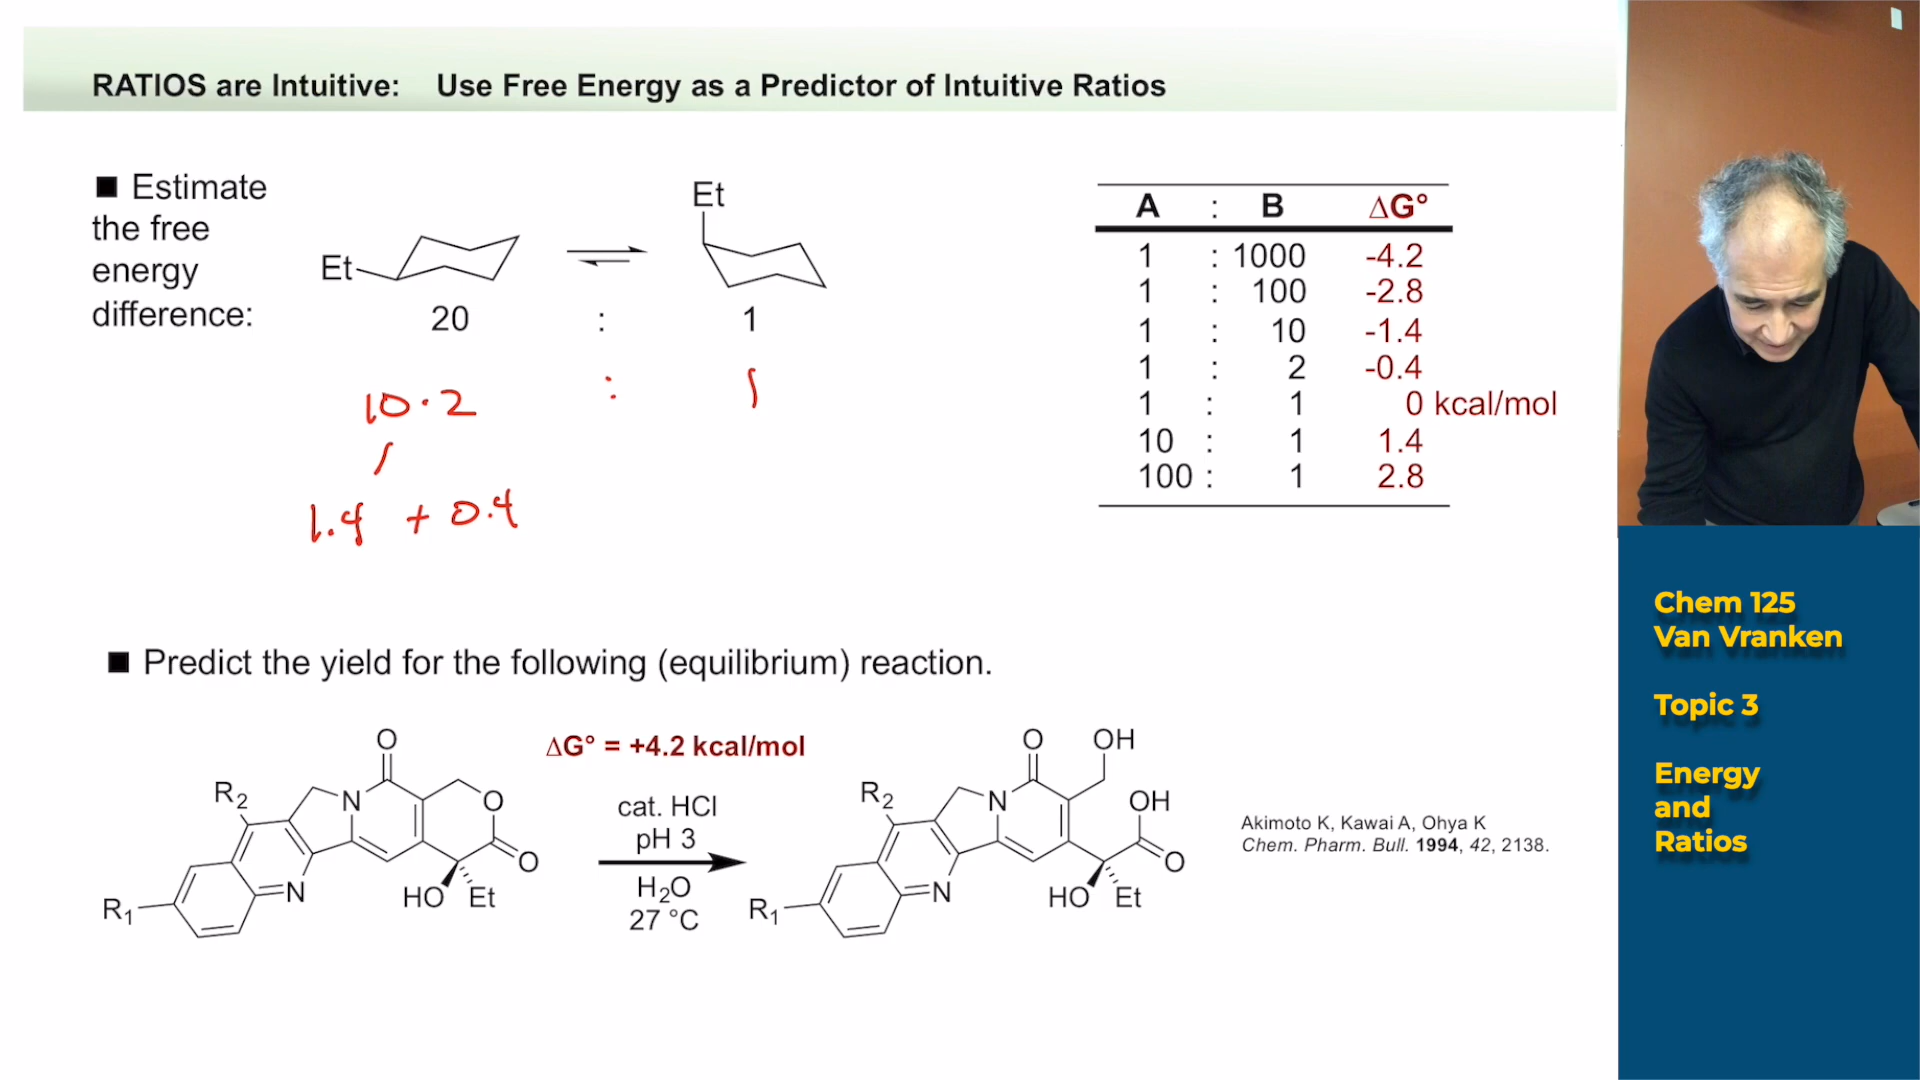 RATIOS are Intuitive: Use Free Energy as a Predictor of Intuitive Ratios
■ Estimate
the free
energy
difference:
Et
Et
20 : 1
10·2 : 1
1.4 + 0.4
A : B ΔG°
1 : 1000 -4.2
1 : 100 -2.8
1 : 10 -1.4
1 : 2 -0.4
1 : 1 0 kcal/mol
10 : 1 1.4
100 : 1 2.8
■ Predict the yield for the following (equilibrium) reaction.
O
R₂
N
O
O
N
HO Et
R₁
ΔG° = +4.2 kcal/mol
cat. HCl
pH 3
H₂O
27 °C
O OH
R₂
N
OH
O
N
HO Et
R₁
Akimoto K, Kawai A, Ohya K
Chem. Pharm. Bull. 1994, 42, 2138.
Chem 125
Van Vranken
Topic 3
Energy
and
Ratios